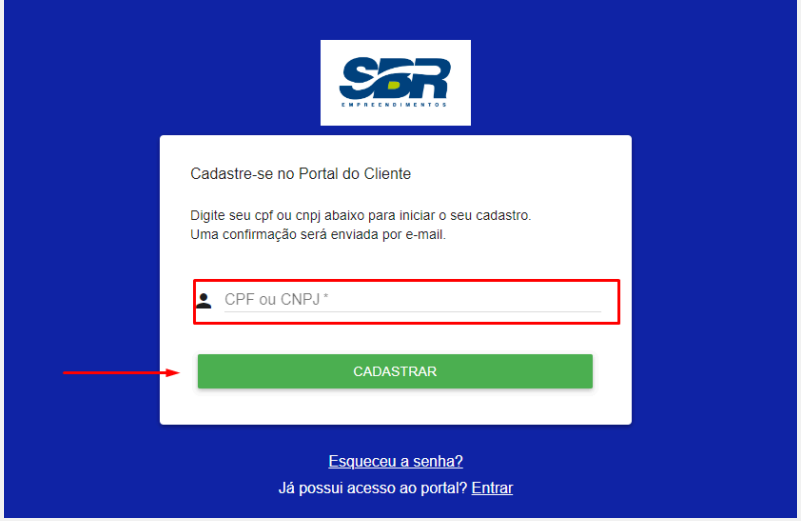 SBR
EMPREENDIMENTOS
Cadastre-se no Portal do Cliente
Digite seu cpf ou cnpj abaixo para iniciar o seu cadastro.
Uma confirmação será enviada por e-mail.
CPF ou CNPJ *
CADASTRAR
Esqueceu a senha?
Já possui acesso ao portal? Entrar